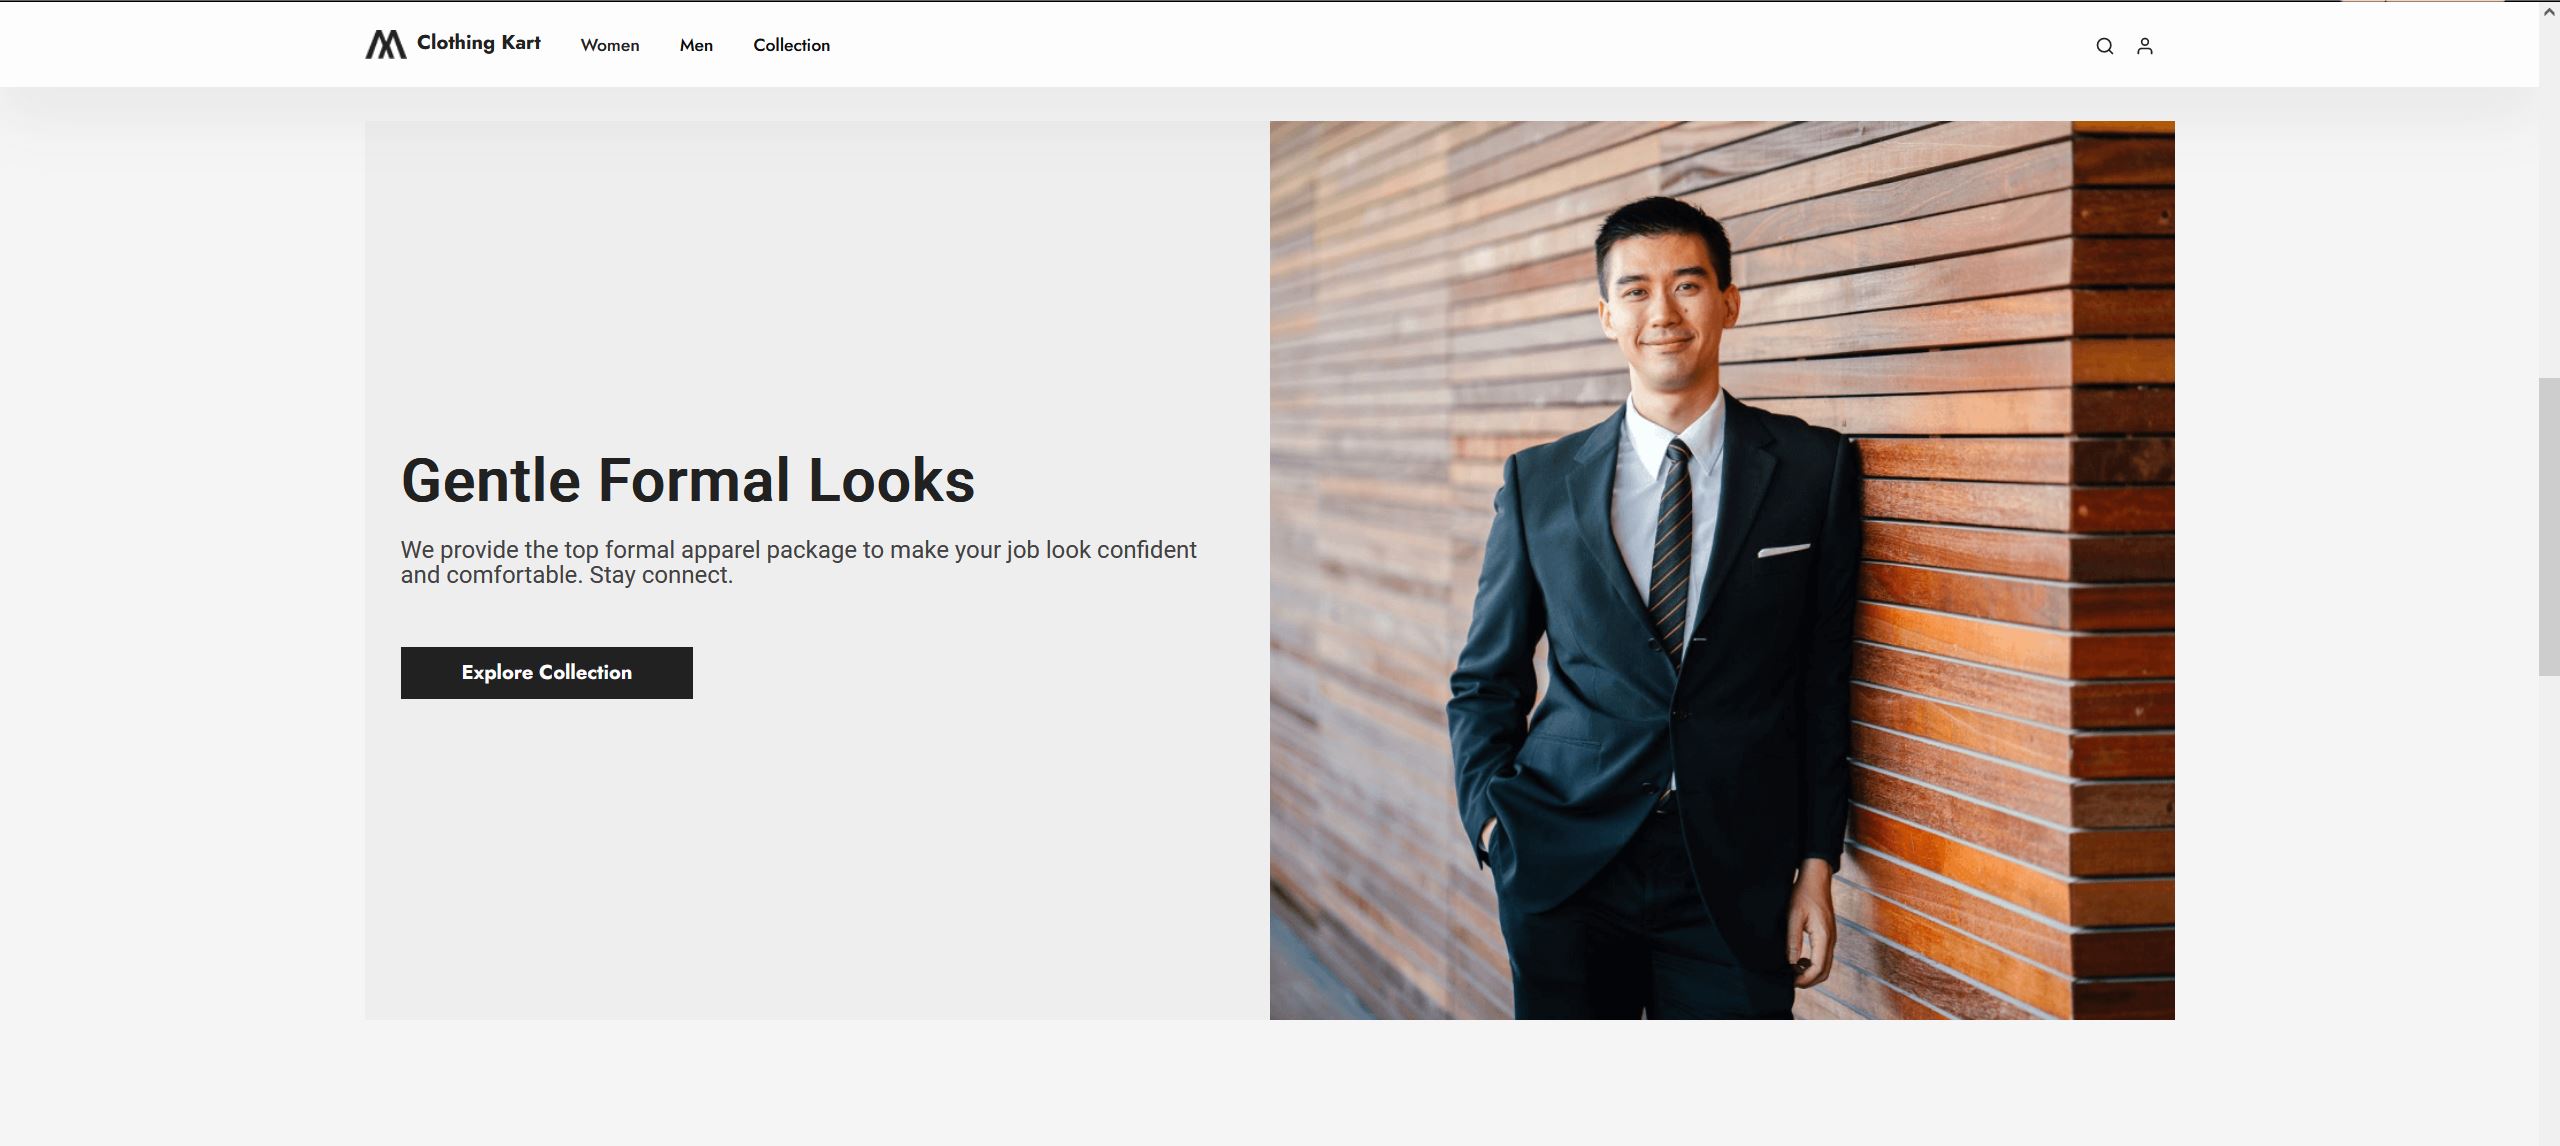 Clothing Kart
Women
Men
Collection
Gentle Formal Looks
We provide the top formal apparel package to make your job look confident
and comfortable. Stay connect.
Explore Collection